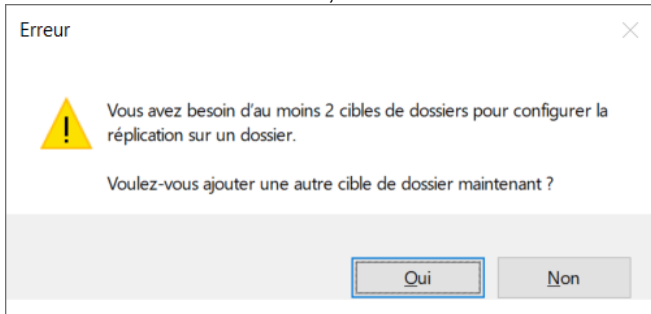 Erreur
Vous avez besoin d'au moins 2 cibles de dossiers pour configurer la
réplication sur un dossier.
Voulez-vous ajouter une autre cible de dossier maintenant ?
Oui
Non